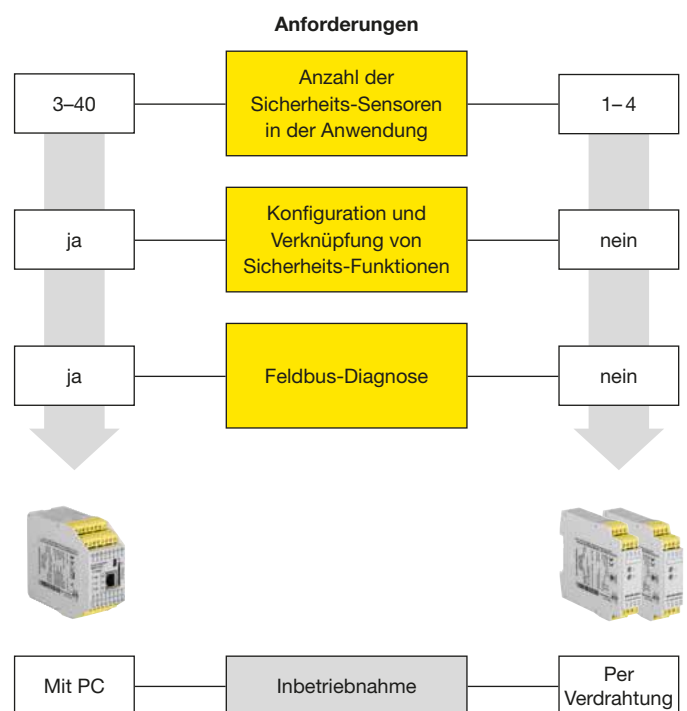 Anforderungen
3–40
Anzahl der
Sicherheits-Sensoren
in der Anwendung
1–4
ja
Konfiguration und
Verknüpfung von
Sicherheits-Funktionen
nein
ja
Feldbus-Diagnose
nein
Mit PC
Inbetriebnahme
Per
Verdrahtung